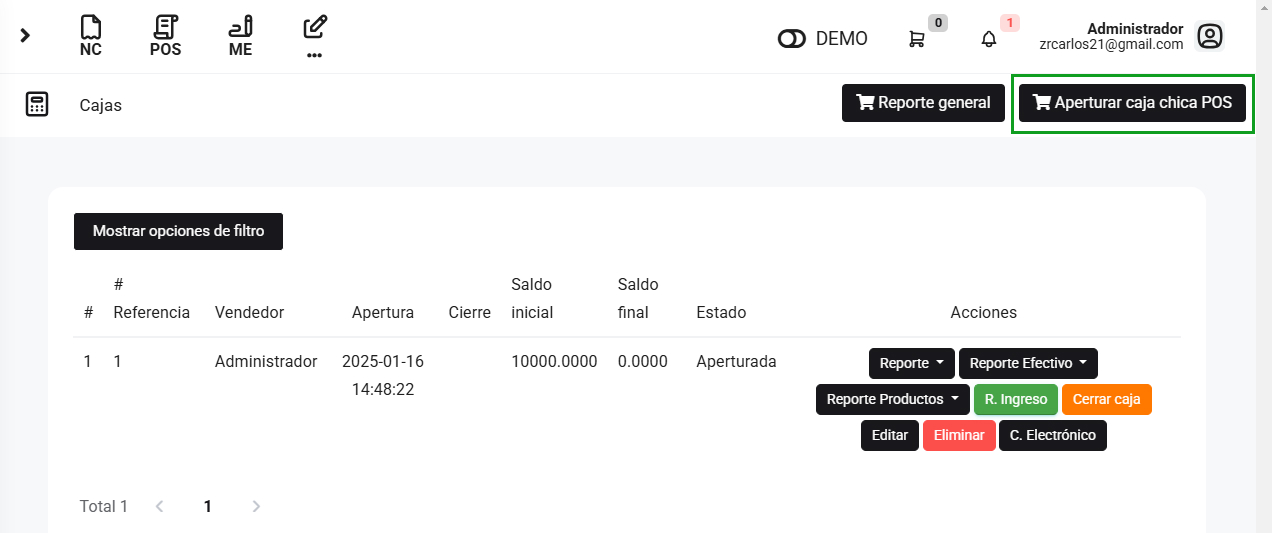 NC POS ME ...
DEMO 0 1 Administrador
zrcarlos21@gmail.com
Cajas Reporte general Aperturar caja chica POS
Mostrar opciones de filtro
# # Referencia Vendedor Apertura Cierre Saldo inicial Saldo final Estado Acciones
1 1 Administrador 2025-01-16 14:48:22 10000.0000 0.0000 Aperturada
Reporte Reporte Efectivo
Reporte Productos R. Ingreso Cerrar caja
Editar Eliminar C. Electrónico
Total 1 1